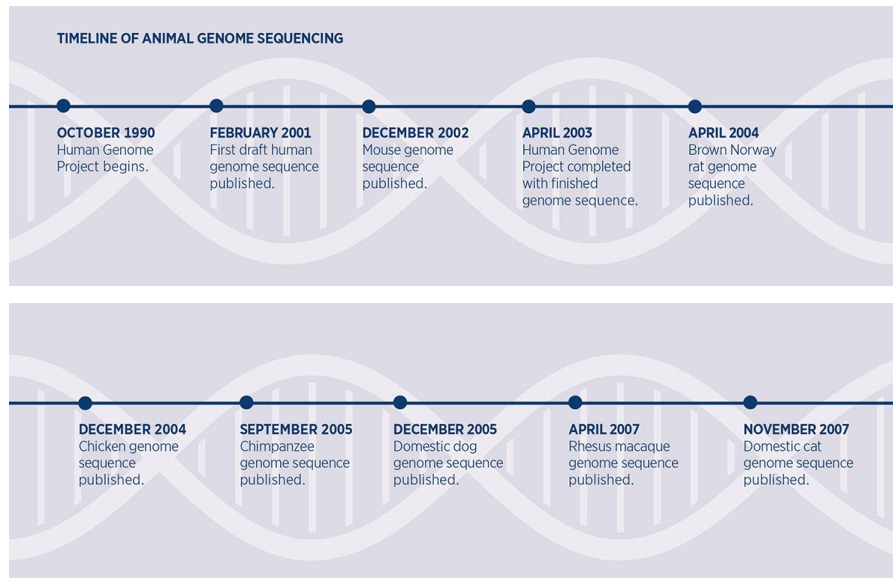 TIMELINE OF ANIMAL GENOME SEQUENCING
OCTOBER 1990
Human Genome
Project begins.
FEBRUARY 2001
First draft human
genome sequence
published.
DECEMBER 2002
Mouse genome
sequence
published.
APRIL 2003
Human Genome
Project completed
with finished
genome sequence.
APRIL 2004
Brown Norway
rat genome
sequence
published.
DECEMBER 2004
Chicken genome
sequence
published.
SEPTEMBER 2005
Chimpanzee
genome sequence
published.
DECEMBER 2005
Domestic dog
genome sequence
published.
APRIL 2007
Rhesus macaque
genome sequence
published.
NOVEMBER 2007
Domestic cat
genome sequence
published.